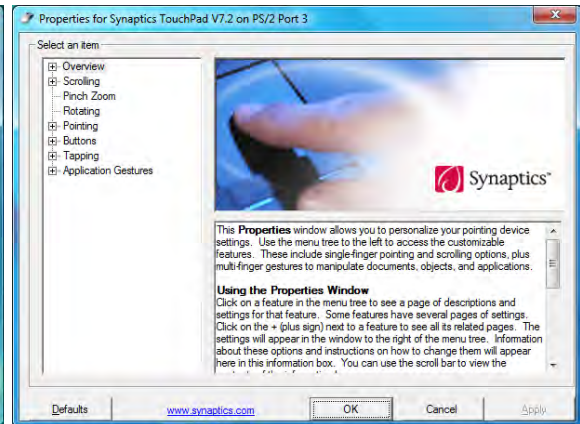 Properties for Synaptics TouchPad V7.2 on PS/2 Port 3
Select an item
Overview
Scrolling
Pinch Zoom
Rotating
Pointing
Buttons
Tapping
Application Gestures
Synaptics™
This Properties window allows you to personalize your pointing device
settings. Use the menu tree to the left to access the customizable
features. These include single-finger pointing and scrolling options, plus
multi-finger gestures to manipulate documents, objects, and applications.
Using the Properties Window
Click on a feature in the menu tree to see a page of descriptions and
settings for that feature. Some features have several pages of settings.
Click on the + (plus sign) next to a feature to see all its related pages. The
settings will appear in the window to the right of the menu tree. Information
about these options and instructions on how to change them will appear
here in this information box. You can use the scroll bar to view the
Defaults
www.synaptics.com
OK
Cancel
Apply